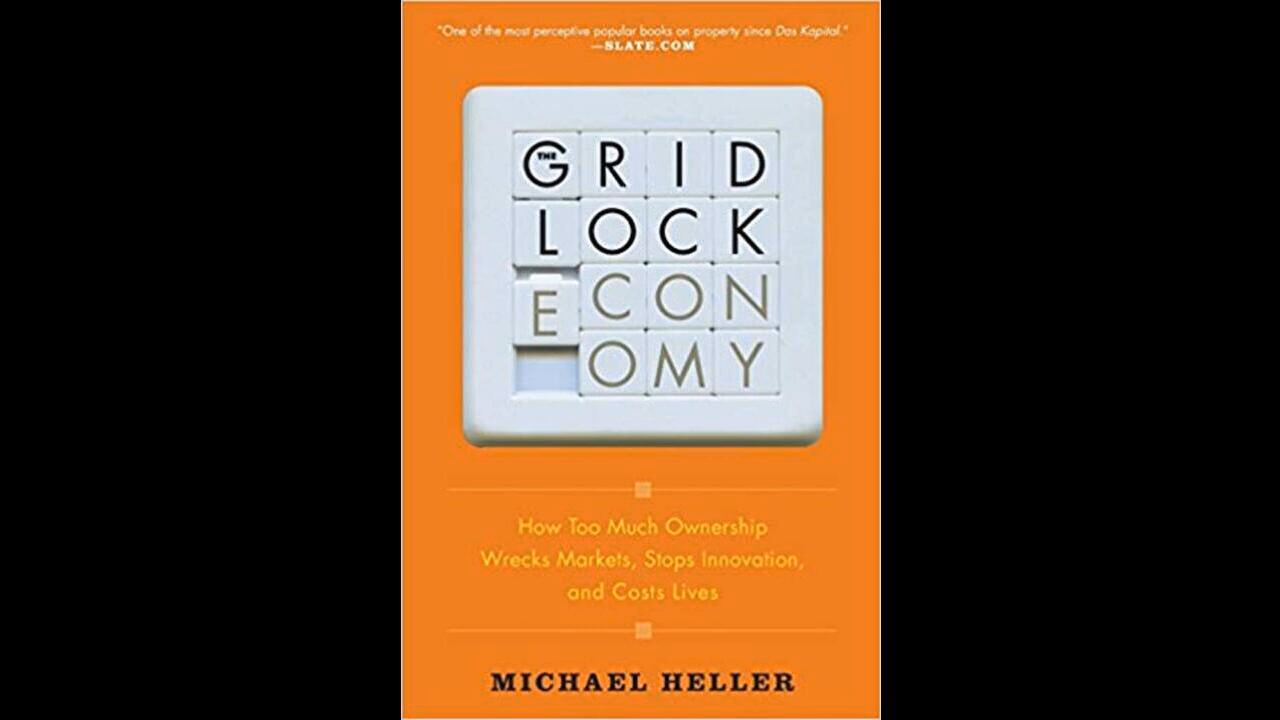 "One of the most perceptive popular books on property since Das Kapital."
—SLATE.COM
THE
GRID
LOCK
ECON
OMY
How Too Much Ownership
Wrecks Markets, Stops Innovation,
and Costs Lives
MICHAEL HELLER